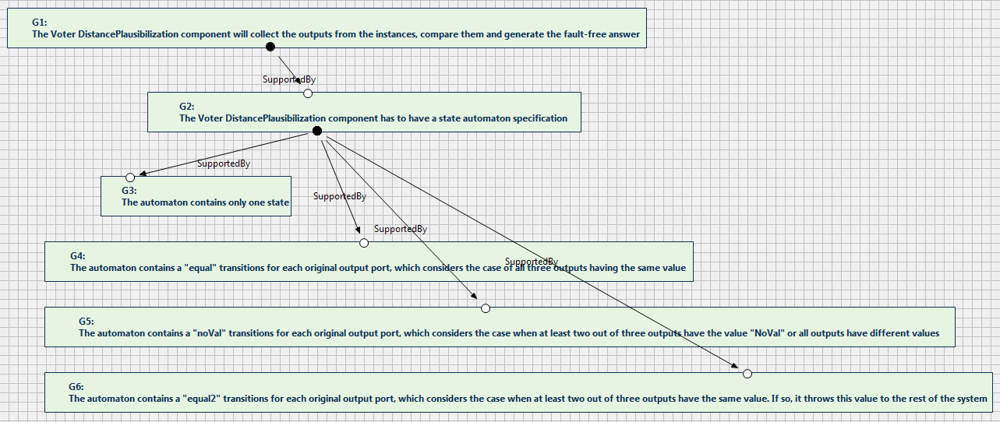 G1:
The Voter DistancePlausibilization component will collect the outputs from the instances, compare them and generate the fault-free answer
SupportedBy
G2:
The Voter DistancePlausibilization component has to have a state automaton specification
SupportedBy
G3:
The automaton contains only one state
SupportedBy
SupportedBy
G4:
The automaton contains a "equal" transitions for each original output port, which considers the case of all three outputs having the same value
SupportedBy
G5:
The automaton contains a "noVal" transitions for each original output port, which considers the case when at least two out of three outputs have the value "NoVal" or all outputs have different values
G6:
The automaton contains a "equal2" transitions for each original output port, which considers the case when at least two out of three outputs have the same value. If so, it throws this value to the rest of the system